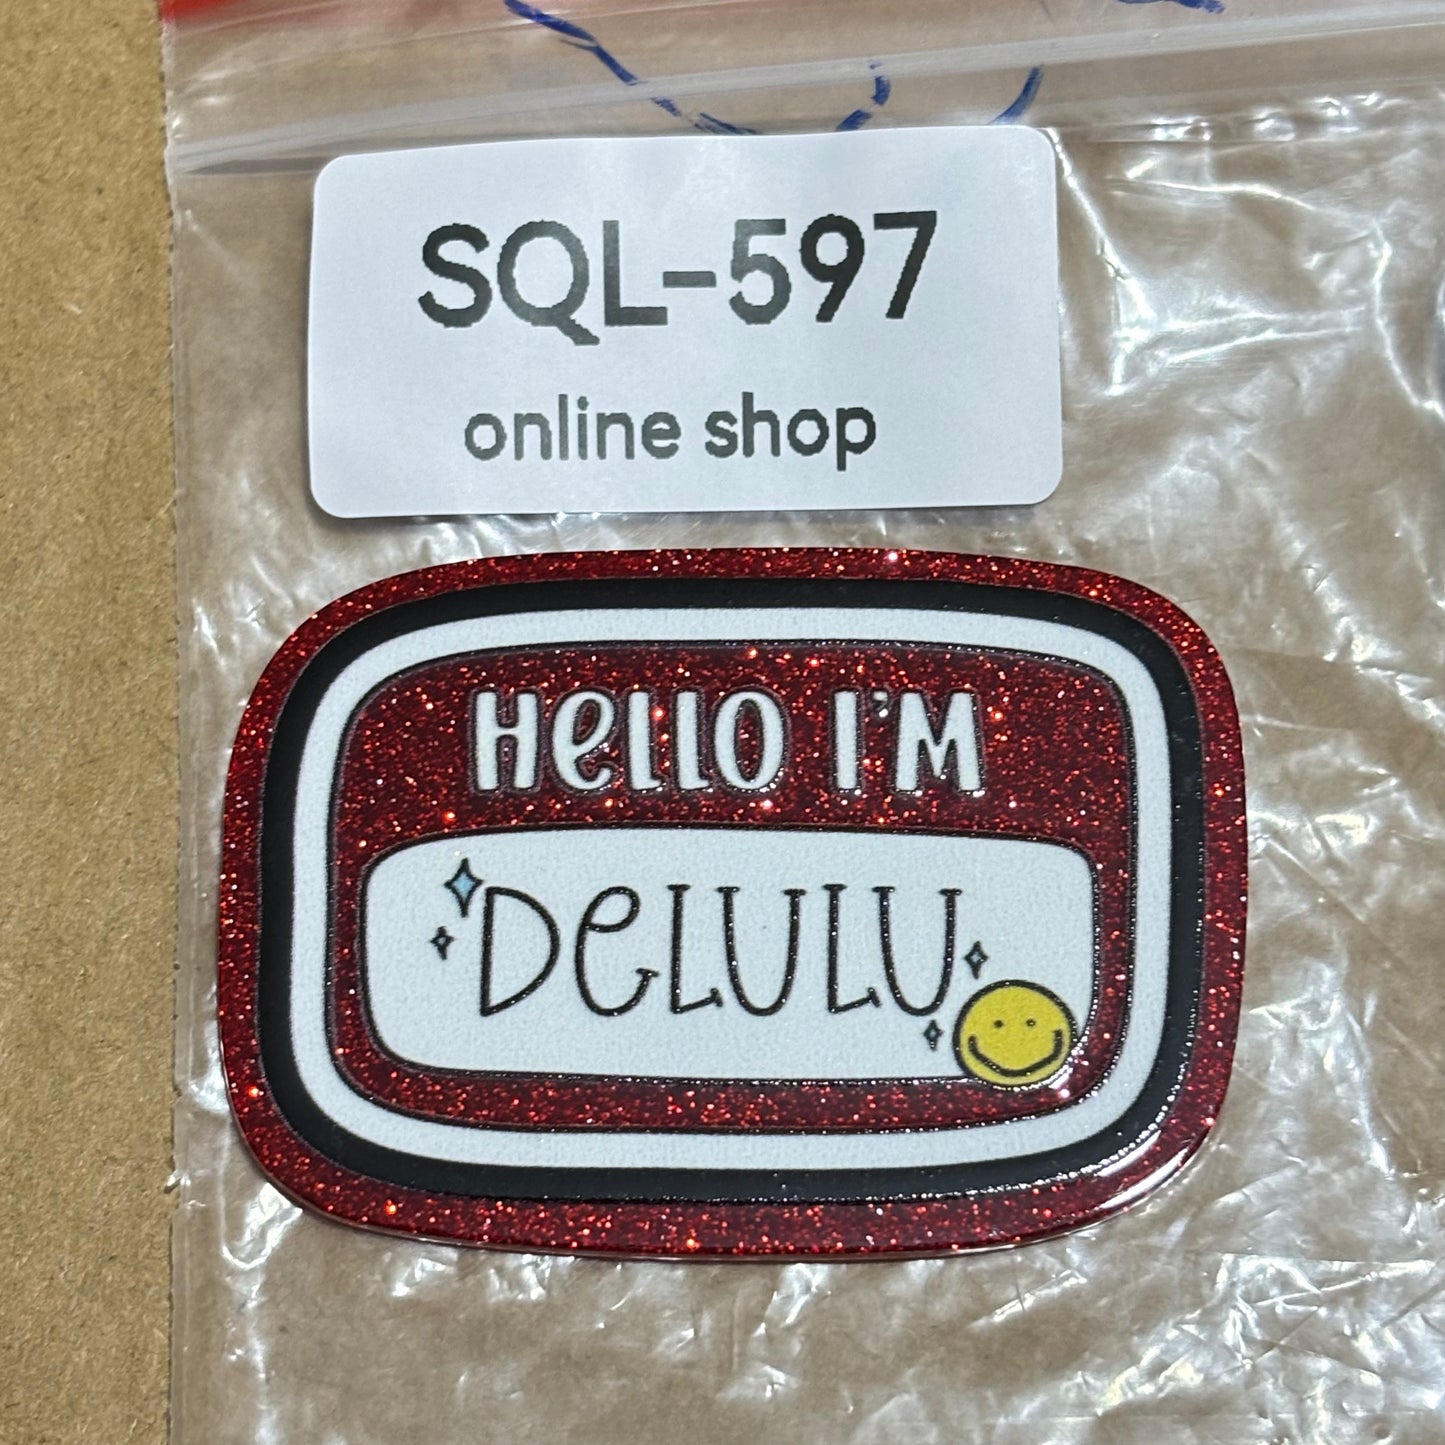 SQL-597
online shop
Hello I'M
DeLULU